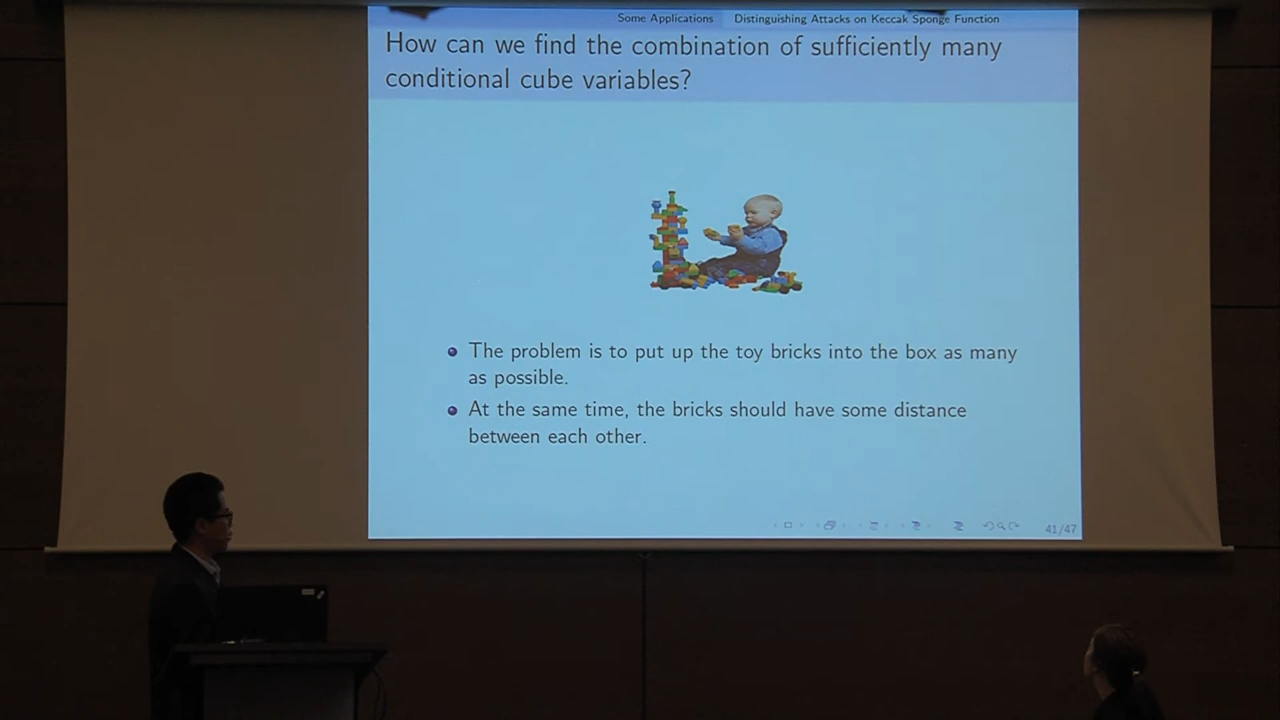 Some Applications Distinguishing Attacks on Keccak Sponge Function
How can we find the combination of sufficiently many
conditional cube variables?
The problem is to put up the toy bricks into the box as many
as possible.
At the same time, the bricks should have some distance
between each other.
41/47